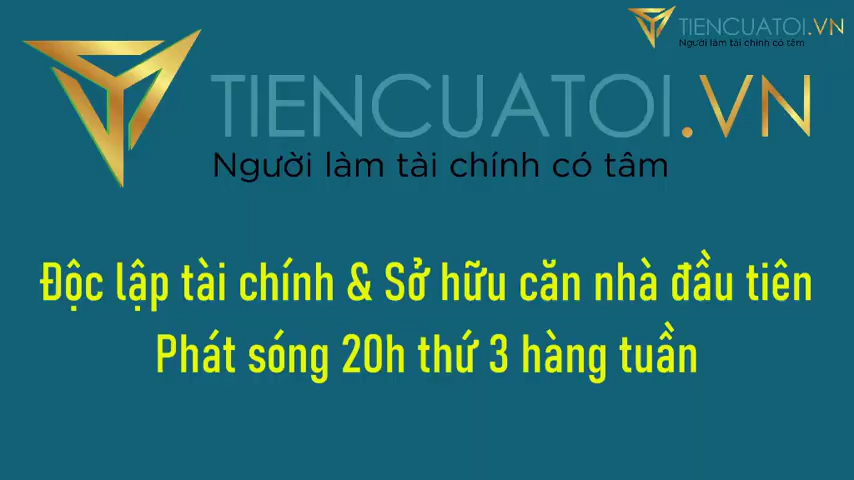 TIENCUATOI.VN
Người làm tài chính có tâm
TIENCUATOI.VN
Người làm tài chính có tâm
Độc lập tài chính & Sở hữu căn nhà đầu tiên
Phát sóng 20h thứ 3 hàng tuần